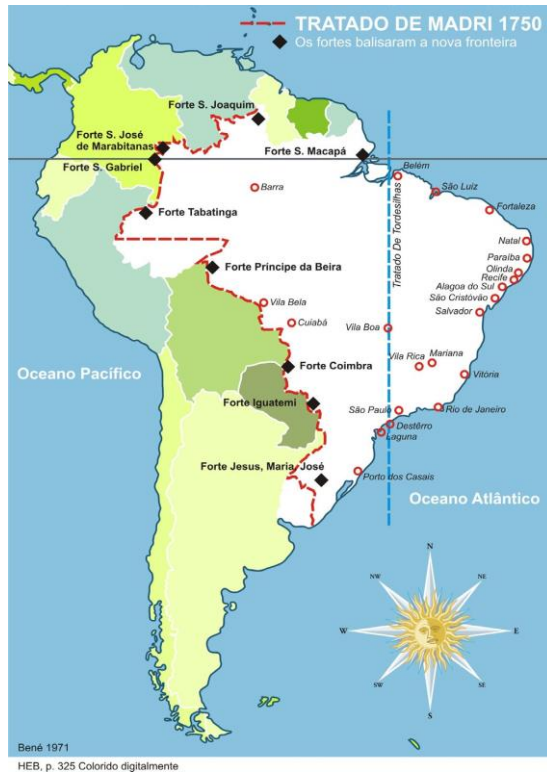 TRATADO DE MADRI 1750
Os fortes balisaram a nova fronteira
Forte S. Joaquim
Forte S. José
de Marabitanas
Forte S. Gabriel
Forte S. Macapá
Belém
São Luiz
Barra
Fortaleza
Forte Tabatinga
Tratado De Tordesilhas
Natal
Paraíba
Olinda
Recife
Forte Príncipe da Beira
Alagoa do Sul
São Cristóvão
Salvador
Vila Bela
Cuiabá
Vila Boa
Vila Rica
Mariana
Forte Coimbra
Oceano Pacífico
Vitória
Forte Iguatemi
São Paulo
Rio de Janeiro
Destêrro
Laguna
Forte Jesus, Maria, José
Porto dos Casais
Oceano Atlântico
N
NW
NE
W
E
SW
SE
S
Bené 1971
HEB, p. 325 Colorido digitalmente